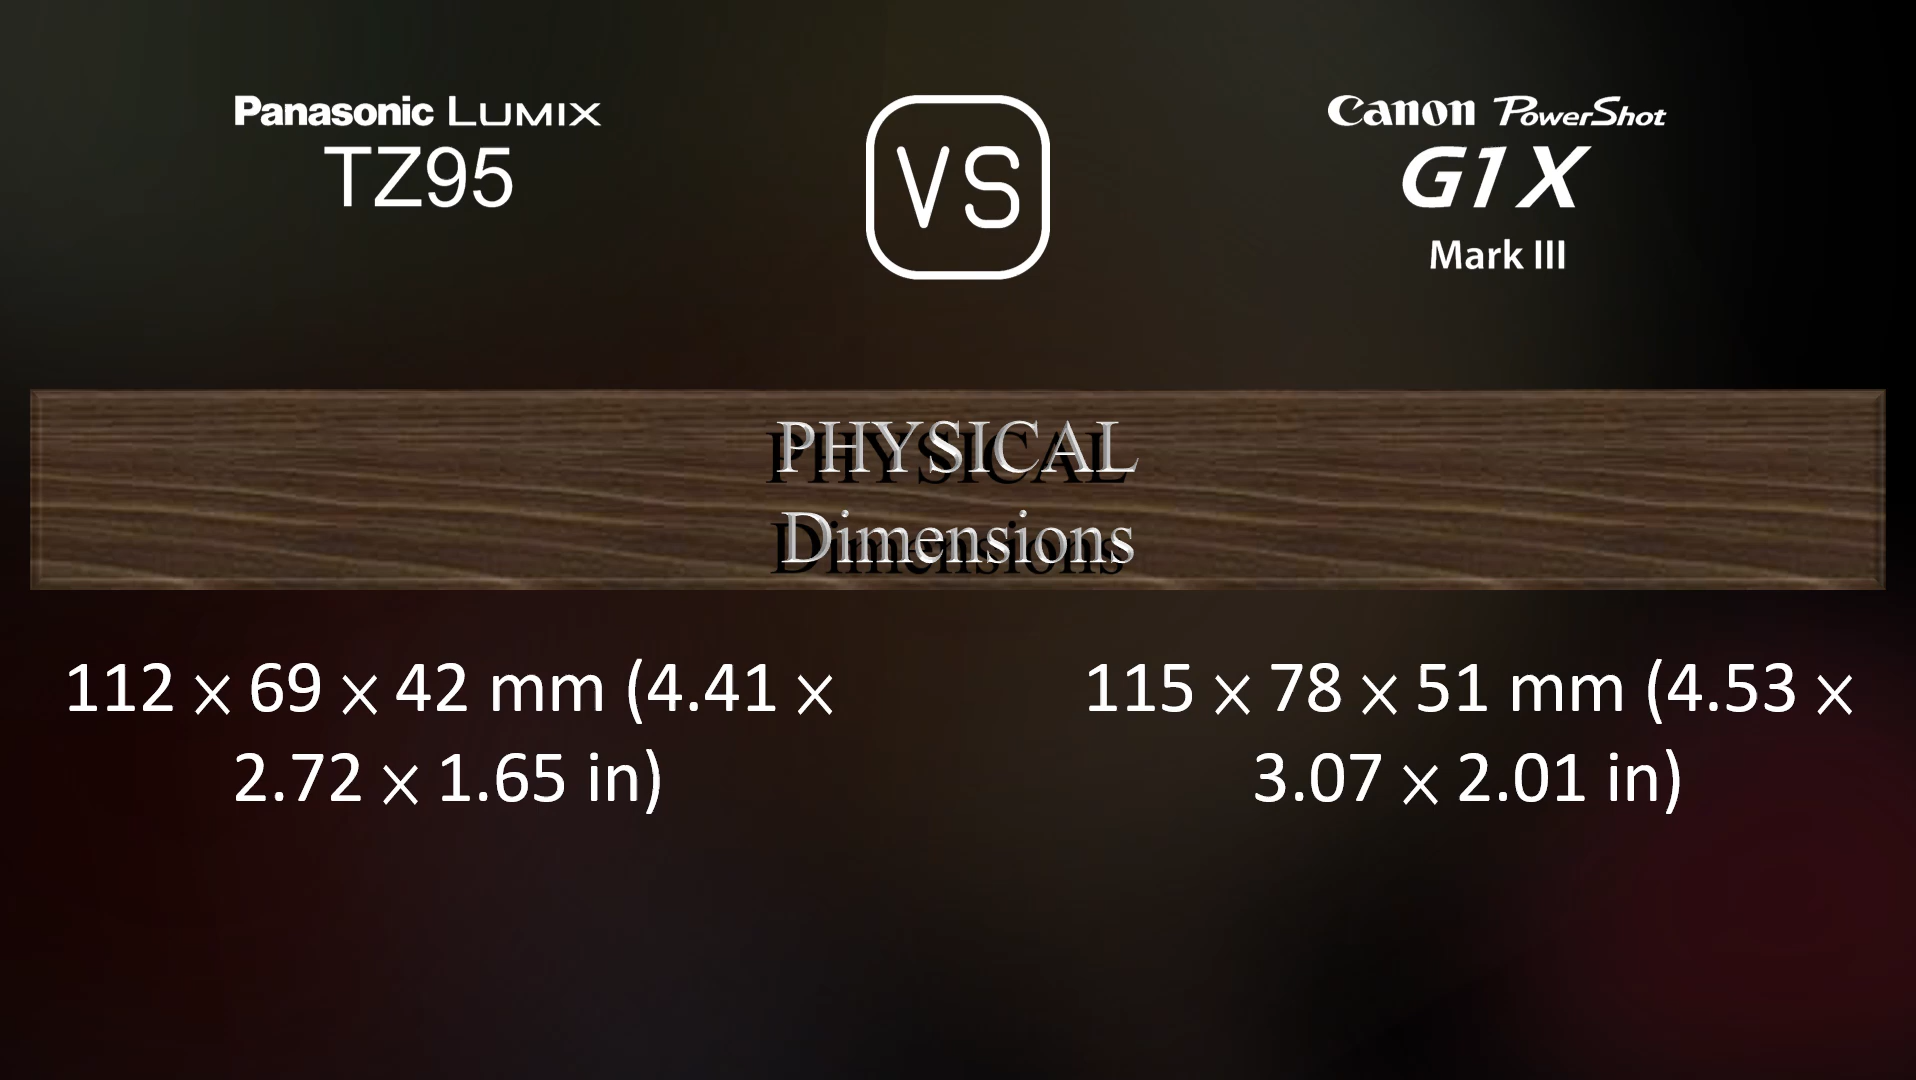 Panasonic LUMIX
TZ95
VS
Canon PowerShot
G1 X
Mark III
PHYSICAL
Dimensions
112 x 69 x 42 mm (4.41 x
2.72 x 1.65 in)
115 x 78 x 51 mm (4.53 x
3.07 x 2.01 in)